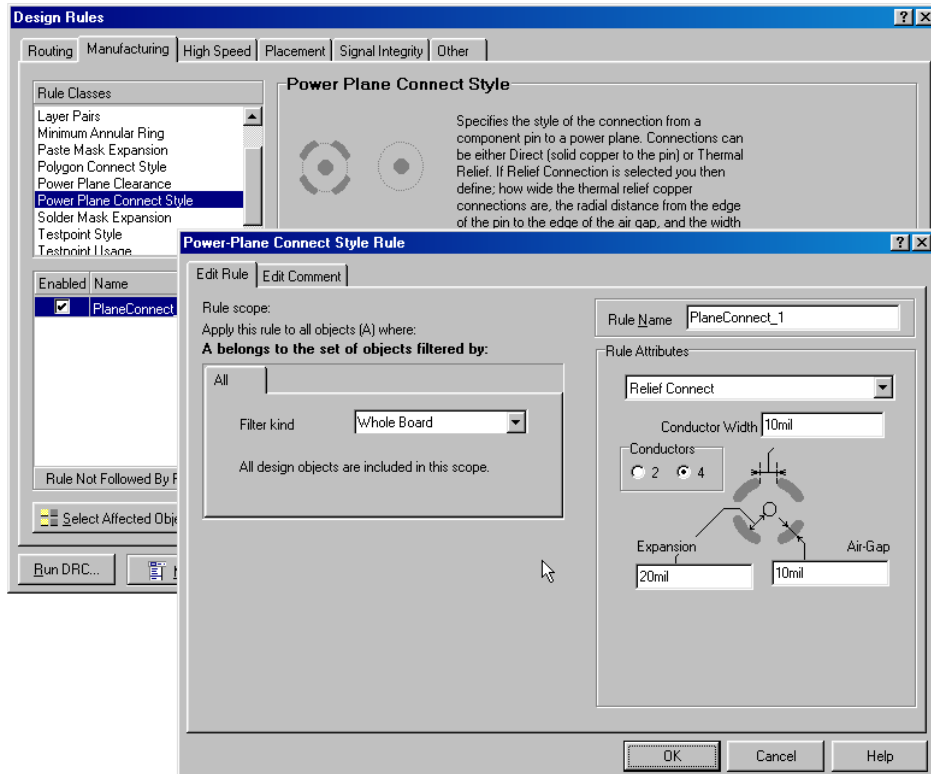 Design Rules
Routing Manufacturing High Speed Placement Signal Integrity Other
Rule Classes
Layer Pairs
Minimum Annular Ring
Paste Mask Expansion
Polygon Connect Style
Power Plane Clearance
Power Plane Connect Style
Solder Mask Expansion
Testpoint Style
Testpoint Usage
Power Plane Connect Style
Specifies the style of the connection from a
component pin to a power plane. Connections can
be either Direct (solid copper to the pin) or Thermal
Relief. If Relief Connection is selected you then
define; how wide the thermal relief copper
connections are, the radial distance from the edge
of the pin to the edge of the air gap, and the width
Enabled Name
PlaneConnect_
Rule Not Followed By
Select Affected Obje
Run DRC...
Power-Plane Connect Style Rule
Edit Rule Edit Comment
Rule scope:
Apply this rule to all objects (A) where:
A belongs to the set of objects filtered by:
All
Filter kind Whole Board
All design objects are included in this scope.
Rule Name PlaneConnect_1
Rule Attributes
Relief Connect
Conductor Width 10mil
Conductors
2 4
Expansion Air-Gap
20mil 10mil
OK Cancel Help